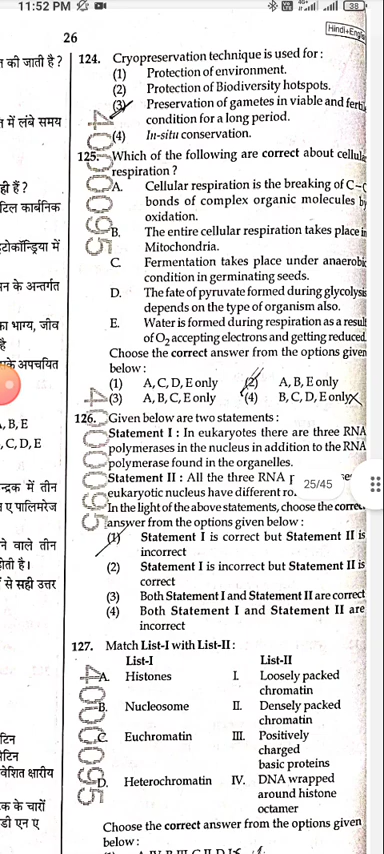 11:52 PM
38
26
Hindi+Engl
न की जाती है ?
में लंबे समय
ही हैं ?
टिल कार्बनिक
टोकॉन्ड्रिया में
के अन्तर्गत
का भाग्य, जीव
है
के अपचयित
, B, E
, C, D, E
न्द्रक में तीन
ए पालिमरेज
ने वाले तीन
होती है।
से सही उत्तर
टिन
मेटिन
वेशित क्षारीय
क के चारों
डी एन ए
124. Cryopreservation technique is used for :
(1) Protection of environment.
(2) Protection of Biodiversity hotspots.
(3) Preservation of gametes in viable and ferti
condition for a long period.
(4) In-situ conservation.
125. Which of the following are correct about cellula
respiration ?
A. Cellular respiration is the breaking of C–C
bonds of complex organic molecules by
oxidation.
B. The entire cellular respiration takes place in
Mitochondria.
C. Fermentation takes place under anaerobic
condition in germinating seeds.
D. The fate of pyruvate formed during glycolysis
depends on the type of organism also.
E. Water is formed during respiration as a result
of O2 accepting electrons and getting reduced.
Choose the correct answer from the options given
below :
(1) A, C, D, E only (2) A, B, E only
(3) A, B, C, E only (4) B, C, D, E only
126. Given below are two statements :
Statement I : In eukaryotes there are three RNA
polymerases in the nucleus in addition to the RNA
polymerase found in the organelles.
Statement II : All the three RNA
eukaryotic nucleus have different ro
25/45
In the light of the above statements, choose the corre
answer from the options given below :
(1) Statement I is correct but Statement II is
incorrect
(2) Statement I is incorrect but Statement II is
correct
(3) Both Statement I and Statement II are correct
(4) Both Statement I and Statement II are
incorrect
127. Match List-I with List-II :
List-I List-II
A. Histones I. Loosely packed
chromatin
B. Nucleosome II. Densely packed
chromatin
C. Euchromatin III. Positively
charged
basic proteins
D. Heterochromatin IV. DNA wrapped
around histone
octamer
Choose the correct answer from the options given
below :
4000095
4000095
4000095